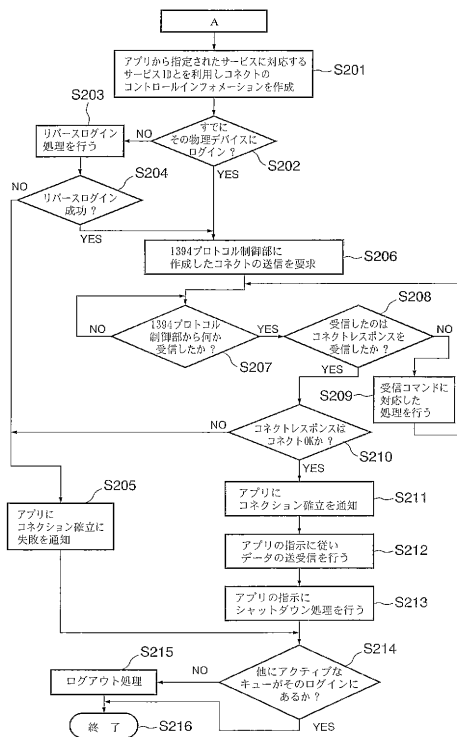 A
アプリから指定されたサービスに対応する
サービスIDとを利用しコネクトの
コントロールインフォメーションを作成
S201
S203
リバースログイン
処理を行う
NO
すでに
その物理デバイスに
ログイン?
S202
YES
S204
NO
リバースログイン
成功?
YES
1394プロトコル制御部に
作成したコネクトの送信を要求
S206
S208
1394プロトコル
制御部から何か
受信したか?
NO
YES
S207
受信したのは
コネクトレスポンスを
受信したか?
NO
YES
S209
受信コマンドに
対応した
処理を行う
NO
コネクトレスポンスは
コネクトOKか?
S210
YES
S205
アプリに
コネクション確立に
失敗を通知
アプリに
コネクション確立を通知
S211
アプリの指示に従い
データの送受信を行う
S212
アプリの指示に
シャットダウン処理を行う
S213
S214
S215
NO
他にアクティブな
キューがそのログインに
あるか?
ログアウト処理
YES
終了
S216